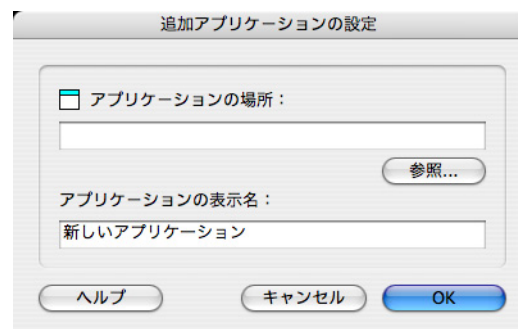 追加アプリケーションの設定
アプリケーションの場所：
参照...
アプリケーションの表示名：
新しいアプリケーション
ヘルプ
キャンセル
OK